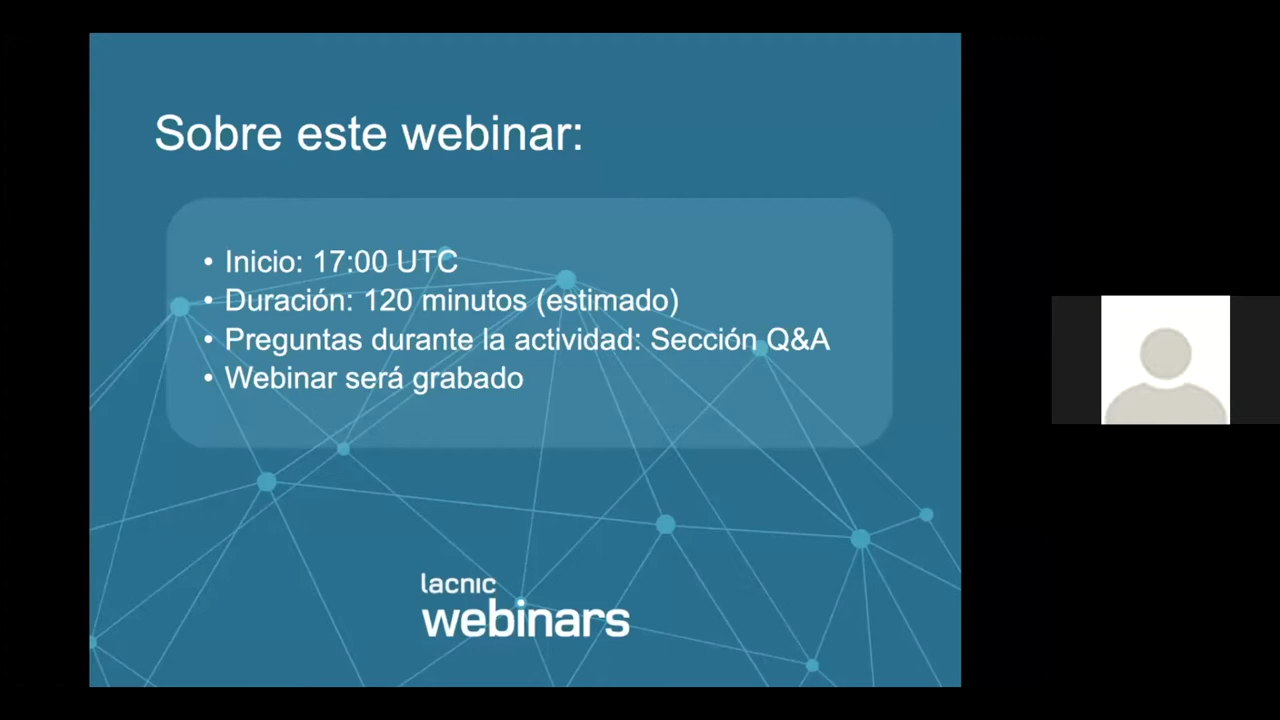 Sobre este webinar:
• Inicio: 17:00 UTC
• Duración: 120 minutos (estimado)
• Preguntas durante la actividad: Sección Q&A
• Webinar será grabado
lacnic
webinars